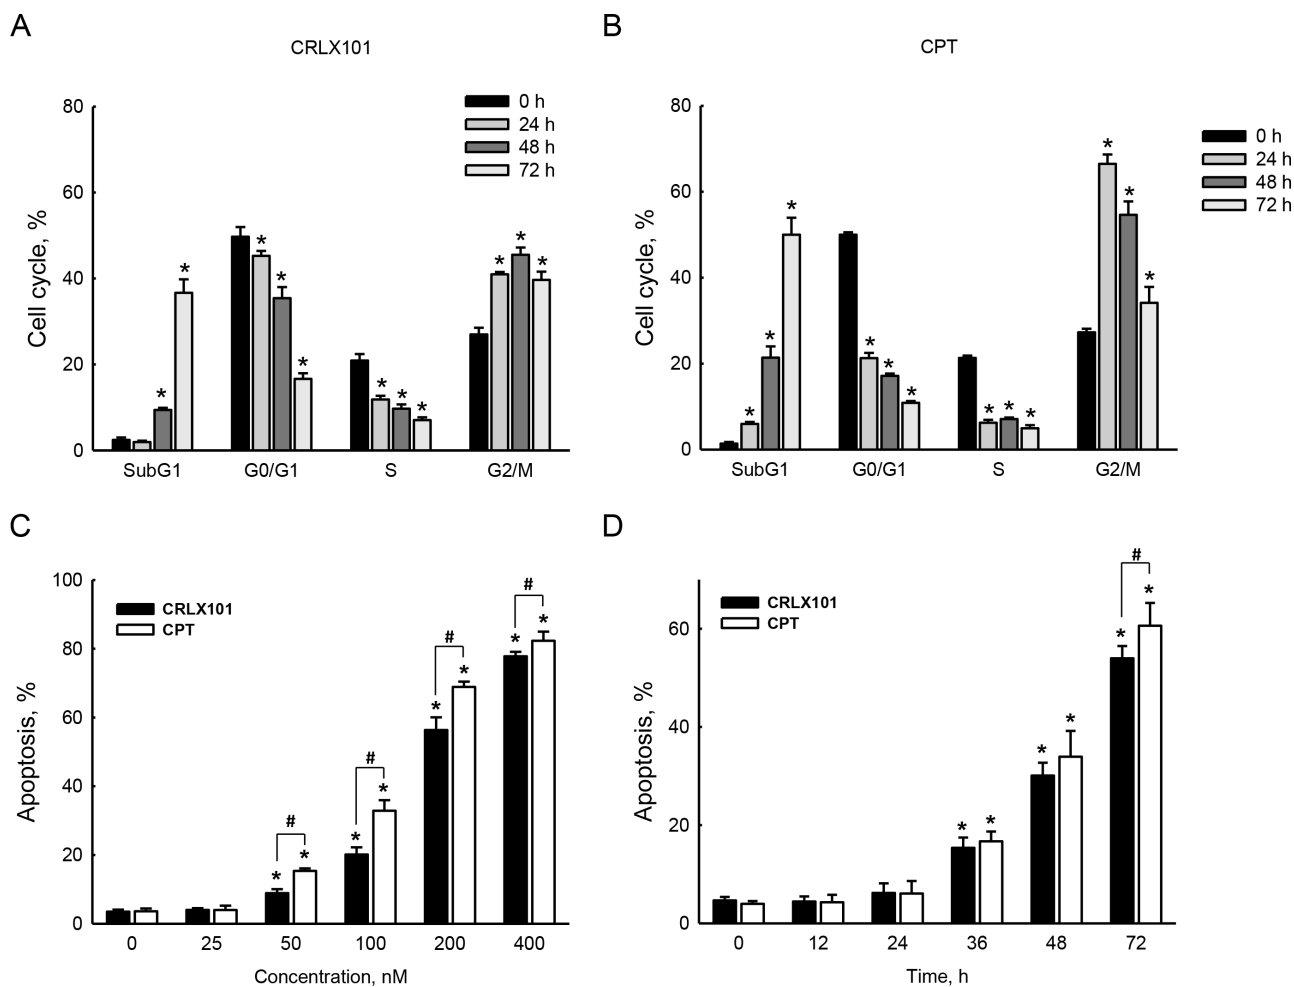 A
CRLX101
80
60
40
20
0
Cell cycle, %
0 h
24 h
48 h
72 h
* * * * * * * * * * *
SubG1 G0/G1 S G2/M
B
CPT
80
60
40
20
0
Cell cycle, %
0 h
24 h
48 h
72 h
* * * * * * * * * * * *
SubG1 G0/G1 S G2/M
C
100
80
60
40
20
0
Apoptosis, %
CRLX101
CPT
# # # #
* * * * * * * *
0 25 50 100 200 400
Concentration, nM
D
60
40
20
0
Apoptosis, %
CRLX101
CPT
#
* * * * * *
0 12 24 36 48 72
Time, h